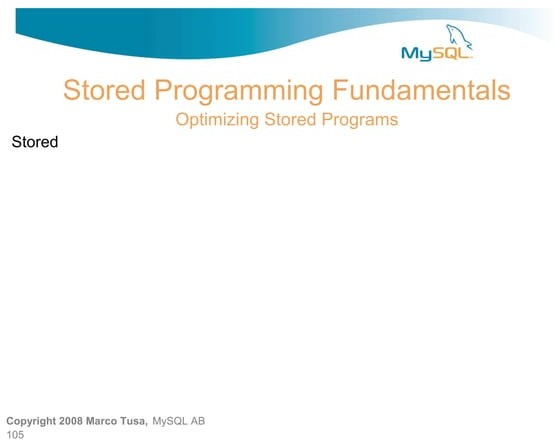 MySQL
Stored Programming Fundamentals
Optimizing Stored Programs
Stored
Copyright 2008 Marco Tusa, MySQL AB
105